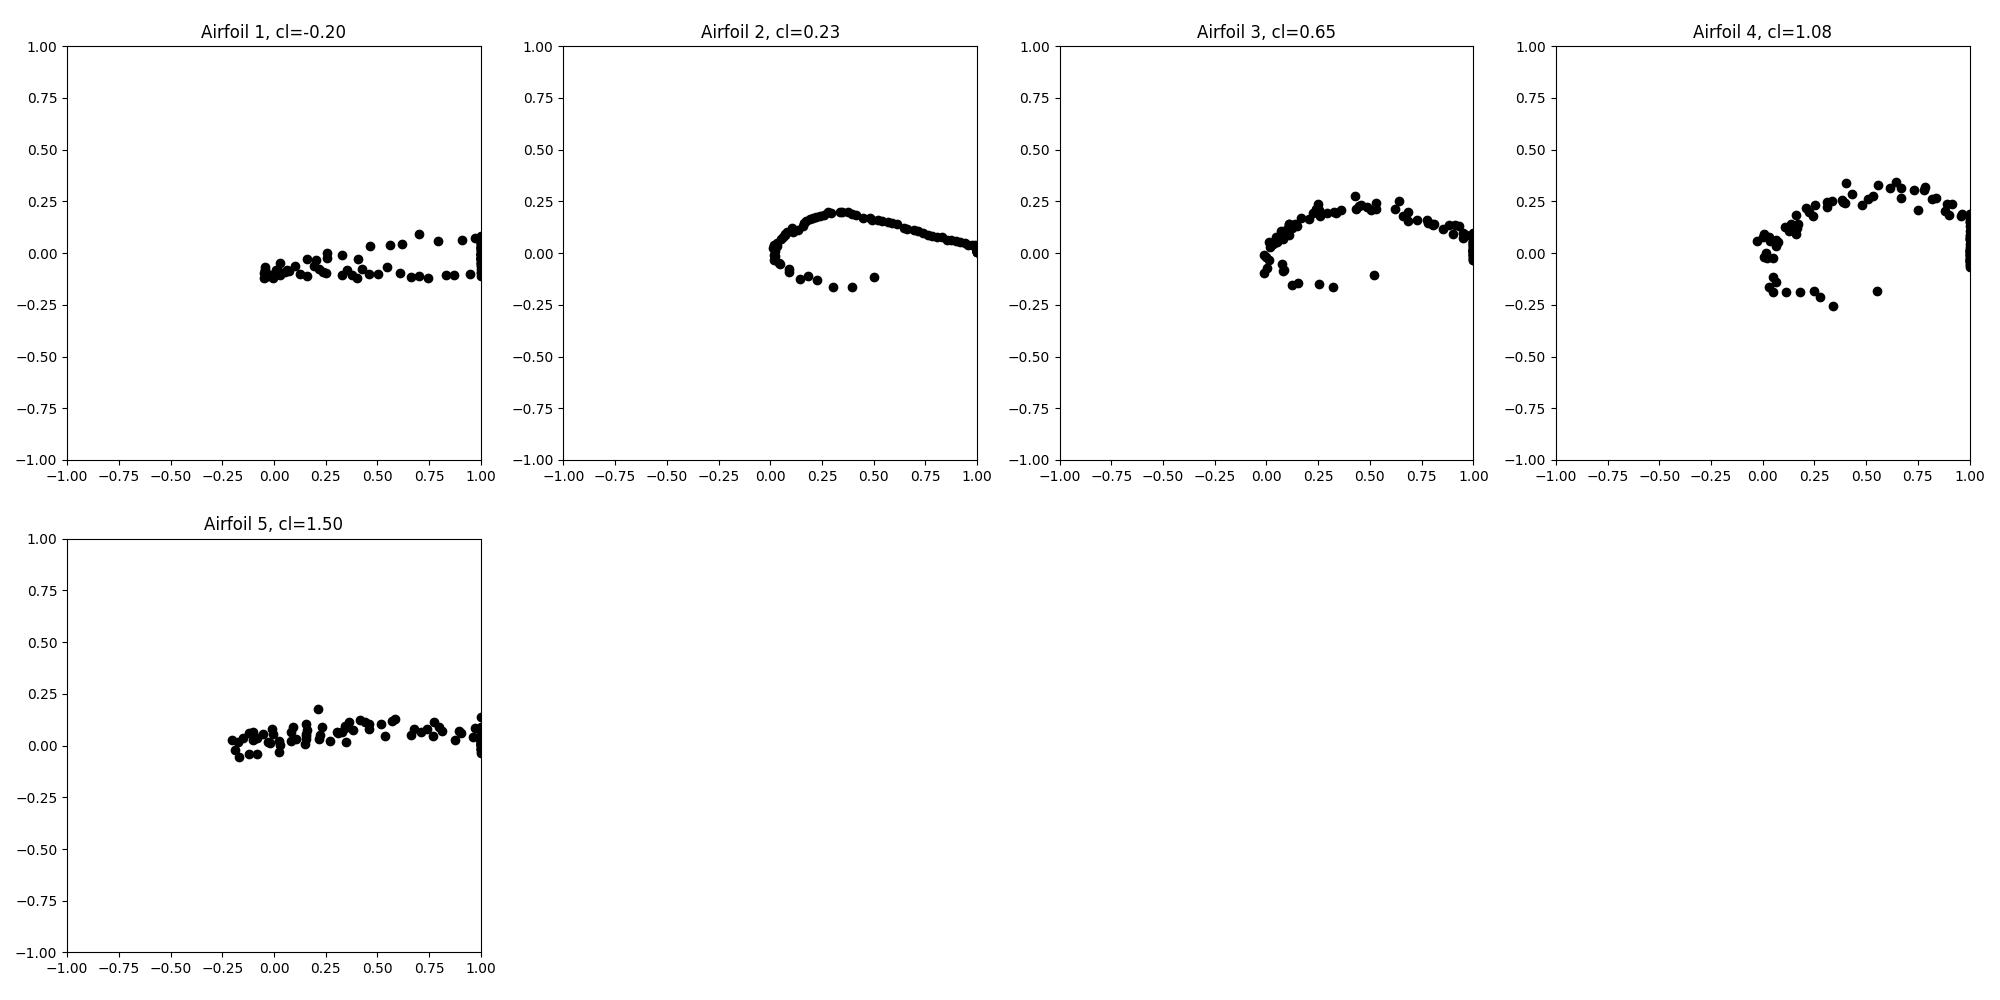 Airfoil 1, cl=-0.20
Airfoil 2, cl=0.23
Airfoil 3, cl=0.65
Airfoil 4, cl=1.08
1.00 1.00 1.00 1.00
0.75 0.75 0.75 0.75
0.50 0.50 0.50 0.50
0.25 0.25 0.25 0.25
0.00 0.00 0.00 0.00
−0.25 −0.25 −0.25 −0.25
−0.50 −0.50 −0.50 −0.50
−0.75 −0.75 −0.75 −0.75
−1.00 −1.00 −1.00 −1.00
−1.00 −0.75 −0.50 −0.25 0.00 0.25 0.50 0.75 1.00
−1.00 −0.75 −0.50 −0.25 0.00 0.25 0.50 0.75 1.00
−1.00 −0.75 −0.50 −0.25 0.00 0.25 0.50 0.75 1.00
−1.00 −0.75 −0.50 −0.25 0.00 0.25 0.50 0.75 1.00
Airfoil 5, cl=1.50
1.00
0.75
0.50
0.25
0.00
−0.25
−0.50
−0.75
−1.00
−1.00 −0.75 −0.50 −0.25 0.00 0.25 0.50 0.75 1.00